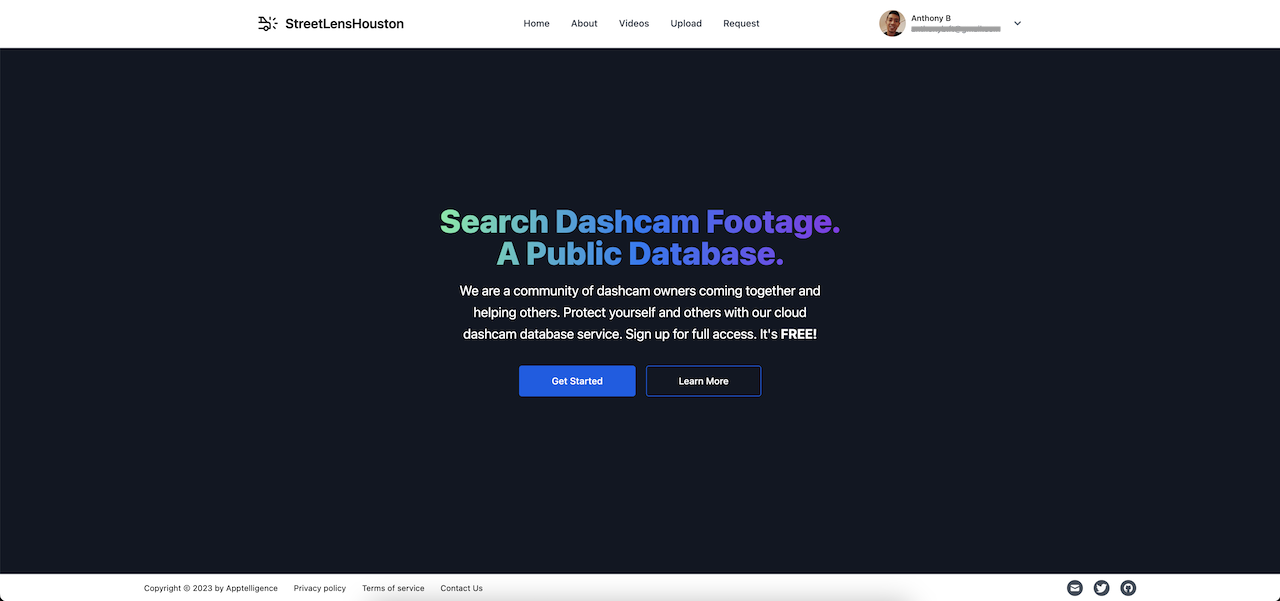 StreetLensHouston
Home About Videos Upload Request
Anthony B
Search Dashcam Footage.
A Public Database.
We are a community of dashcam owners coming together and
helping others. Protect yourself and others with our cloud
dashcam database service. Sign up for full access. It's FREE!
Get Started Learn More
Copyright © 2023 by Apptelligence Privacy policy Terms of service Contact Us